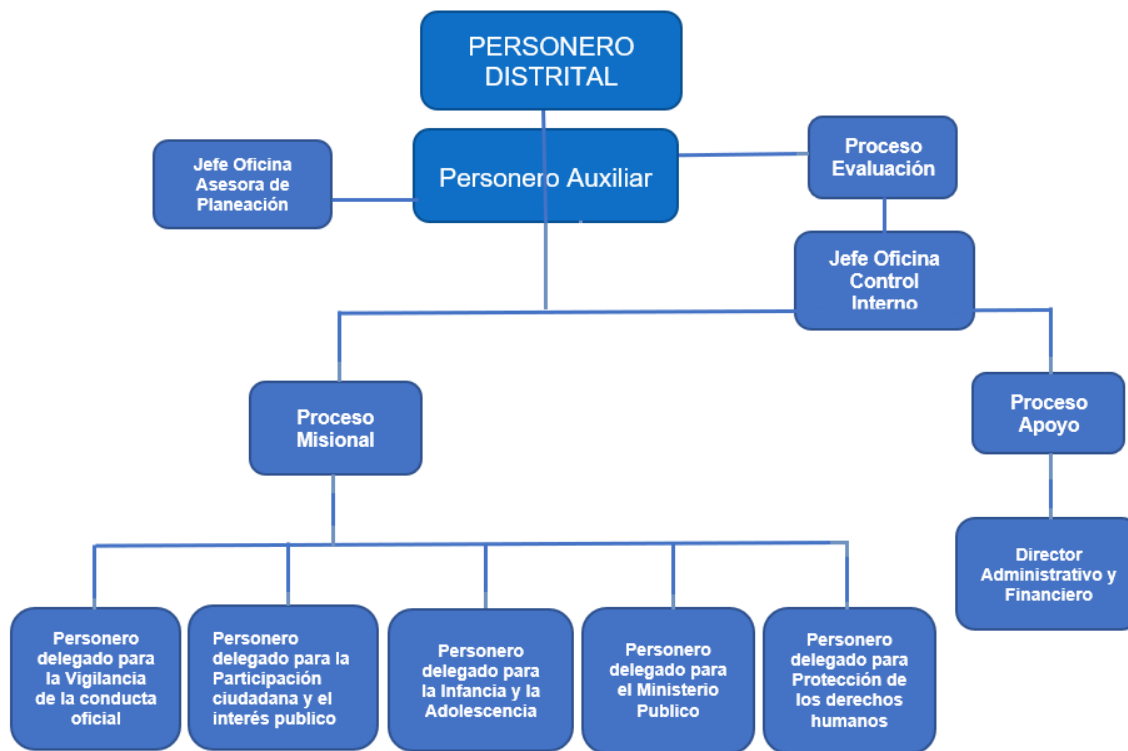 PERSONERO
DISTRITAL
Personero Auxiliar
Jefe Oficina
Asesora de
Planeación
Proceso
Evaluación
Jefe Oficina
Control
Interno
Proceso
Misional
Proceso
Apoyo
Director
Administrativo y
Financiero
Personero
delegado para
la Vigilancia
de la conducta
oficial
Personero
delegado para la
Participación
ciudadana y el
interés publico
Personero
delegado para
la Infancia y la
Adolescencia
Personero
delegado para
el Ministerio
Publico
Personero
delegado para
Protección de
los derechos
humanos